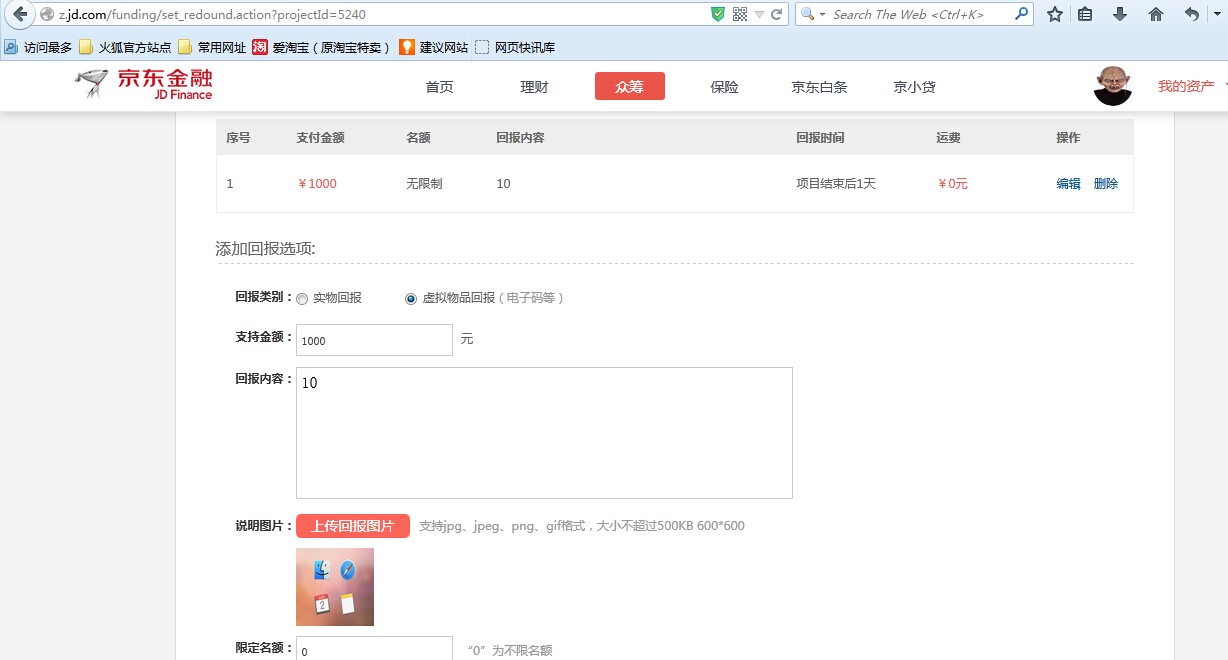 z.jd.com/funding/set_redound.action?projectId=5240
Search The Web <Ctrl+K>
访问最多 火狐官方站点 常用网址 淘 爱淘宝（原淘宝特卖） 建议网站 网页快讯库
京东金融
JD Finance
首页 理财 众筹 保险 京东白条 京小贷 我的资产
序号 支付金额 名额 回报内容 回报时间 运费 操作
1 ￥1000 无限制 10 项目结束后1天 ￥0元 编辑 删除
添加回报选项:
回报类别： 实物回报 虚拟物品回报（电子码等）
支持金额： 1000 元
回报内容： 10
说明图片： 上传回报图片 支持jpg、jpeg、png、gif格式，大小不超过500KB 600*600
2
限定名额： 0 “0”为不限名额